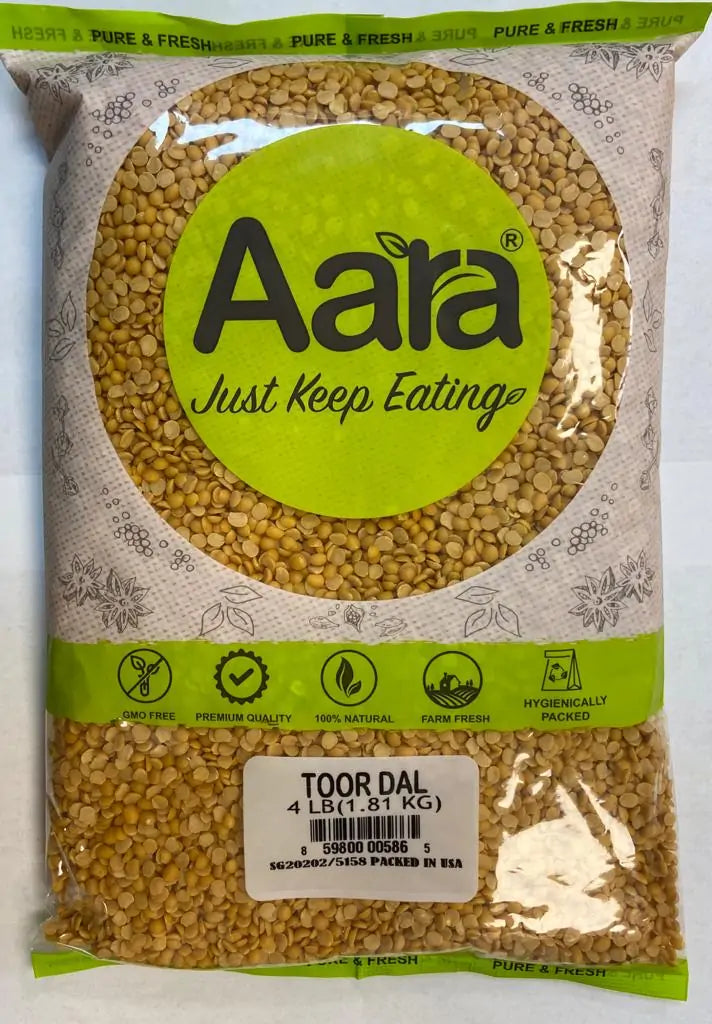 PURE & FRESH PURE & FRESH PURE & FRESH
Aara®
Just Keep Eating
GMO FREE PREMIUM QUALITY 100% NATURAL FARM FRESH HYGIENICALLY PACKED
TOOR DAL
4 LB(1.81 KG)
8 59800 00586 5
SG20202/5158 PACKED IN USA
PURE & FRESH PURE & FRESH